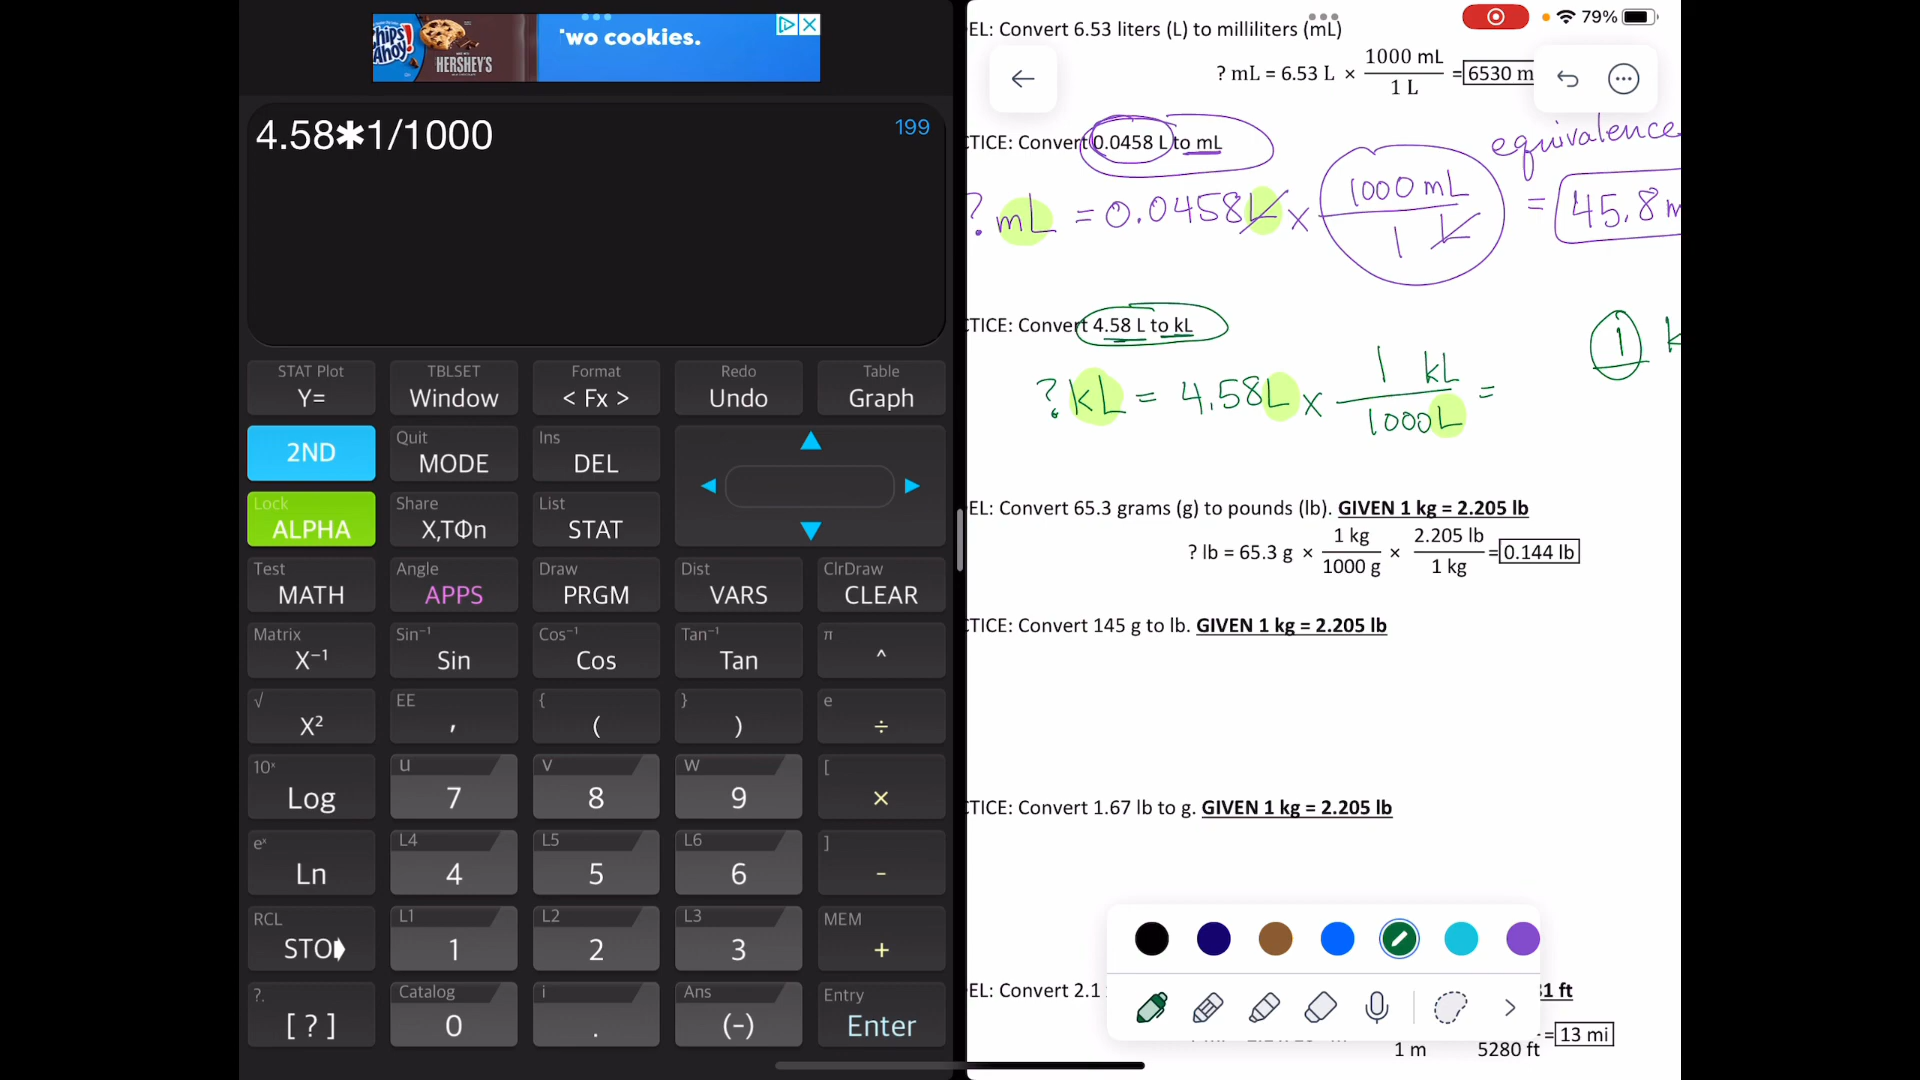 Chips Ahoy! HERSHEY'S wo cookies.
4.58✱1/1000 199
STAT Plot TBLSET Format Redo Table
Y= Window < Fx > Undo Graph
Quit Ins
2ND MODE DEL
Lock Share List
ALPHA X,TΦn STAT
Test Angle Draw Dist ClrDraw
MATH APPS PRGM VARS CLEAR
Matrix Sin⁻¹ Cos⁻¹ Tan⁻¹ π
X⁻¹ Sin Cos Tan ^
√ EE { } e
X² , ( ) ÷
10ˣ u v w [
Log 7 8 9 ×
eˣ L4 L5 L6 ]
Ln 4 5 6 -
RCL L1 L2 L3 MEM
STO 1 2 3 +
?. Catalog i Ans Entry
[ ? ] 0 . (-) Enter
79%
EL: Convert 6.53 liters (L) to milliliters (mL)
? mL = 6.53 L × 1000 mL / 1 L = 6530 m
CTICE: Convert 0.0458 L to mL
equivalence
? mL = 0.0458 L x 1000 mL / 1 L = 45.8 m
CTICE: Convert 4.58 L to kL
1 k
? kL = 4.58 L x 1 kL / 1000 L =
EL: Convert 65.3 grams (g) to pounds (lb). GIVEN 1 kg = 2.205 lb
? lb = 65.3 g × 1 kg / 1000 g × 2.205 lb / 1 kg = 0.144 lb
CTICE: Convert 145 g to lb. GIVEN 1 kg = 2.205 lb
CTICE: Convert 1.67 lb to g. GIVEN 1 kg = 2.205 lb
EL: Convert 2.1 1 ft
1 m 5280 ft = 13 mi